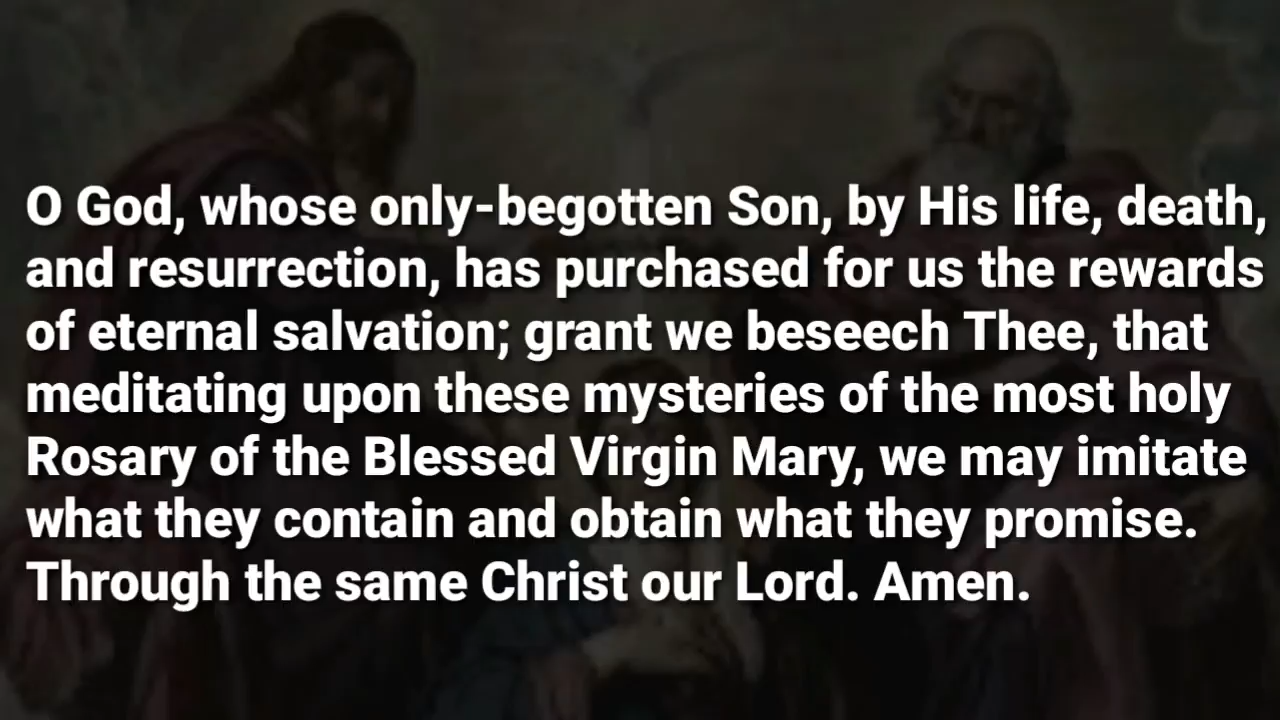 O God, whose only-begotten Son, by His life, death,
and resurrection, has purchased for us the rewards
of eternal salvation; grant we beseech Thee, that
meditating upon these mysteries of the most holy
Rosary of the Blessed Virgin Mary, we may imitate
what they contain and obtain what they promise.
Through the same Christ our Lord. Amen.